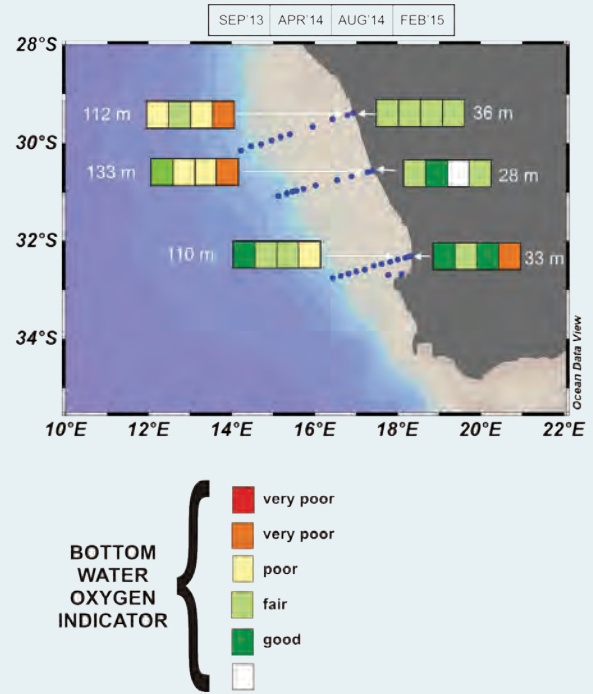 SEP'13 APR'14 AUG'14 FEB'15
28°S
112 m 36 m
30°S
133 m 28 m
32°S
110 m 33 m
34°S
Ocean Data View
10°E 12°E 14°E 16°E 18°E 20°E 22°E
BOTTOM
WATER
OXYGEN
INDICATOR
very poor
very poor
poor
fair
good